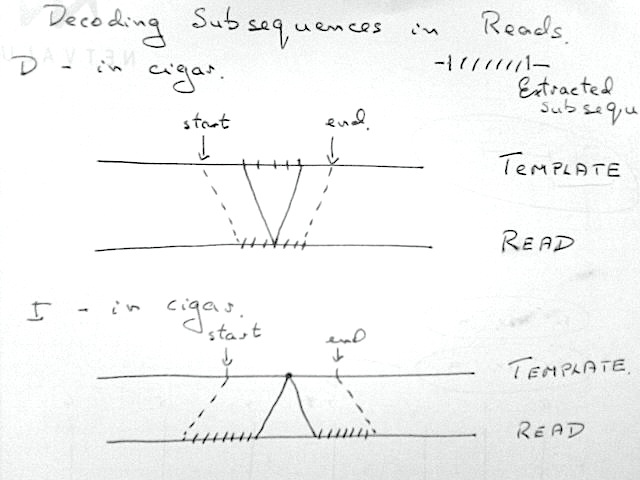 Decoding Subsequences in Reads.
D - in cigar.
Extracted
subsequ
start
end.
TEMPLATE
READ
I - in cigar.
start
end
TEMPLATE.
READ